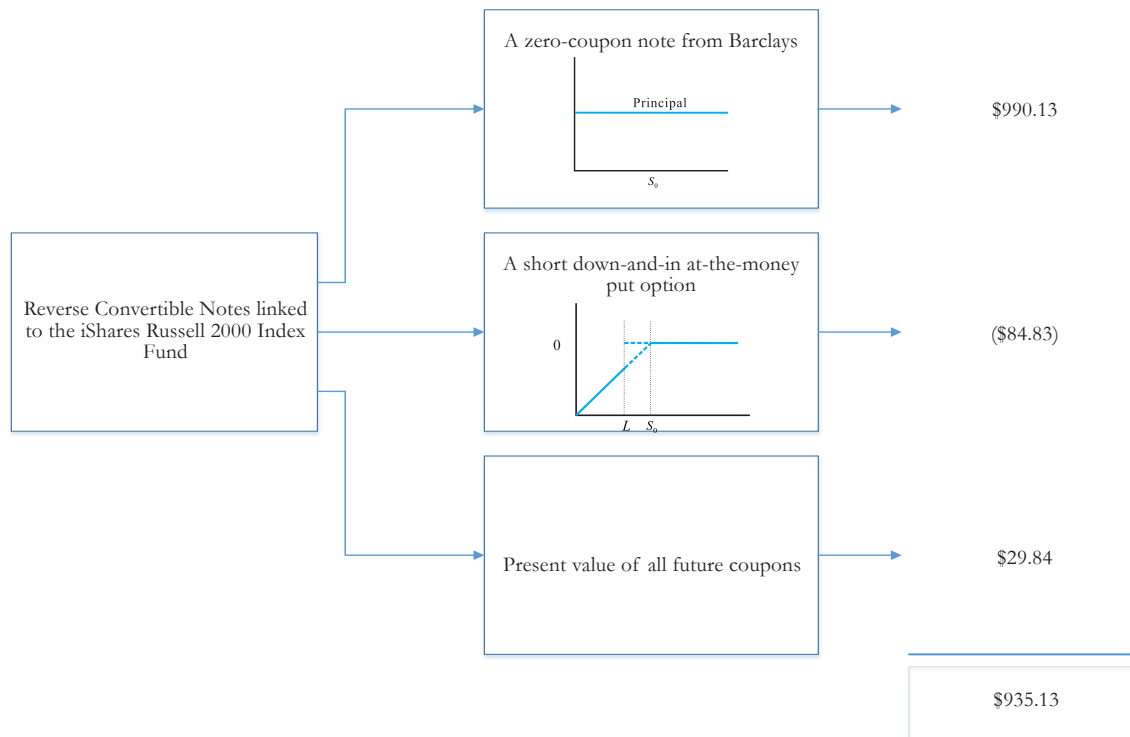 A zero-coupon note from Barclays
Principal
S₀
$990.13
Reverse Convertible Notes linked
to the iShares Russell 2000 Index
Fund
A short down-and-in at-the-money
put option
0
L S₀
($84.83)
Present value of all future coupons
$29.84
$935.13